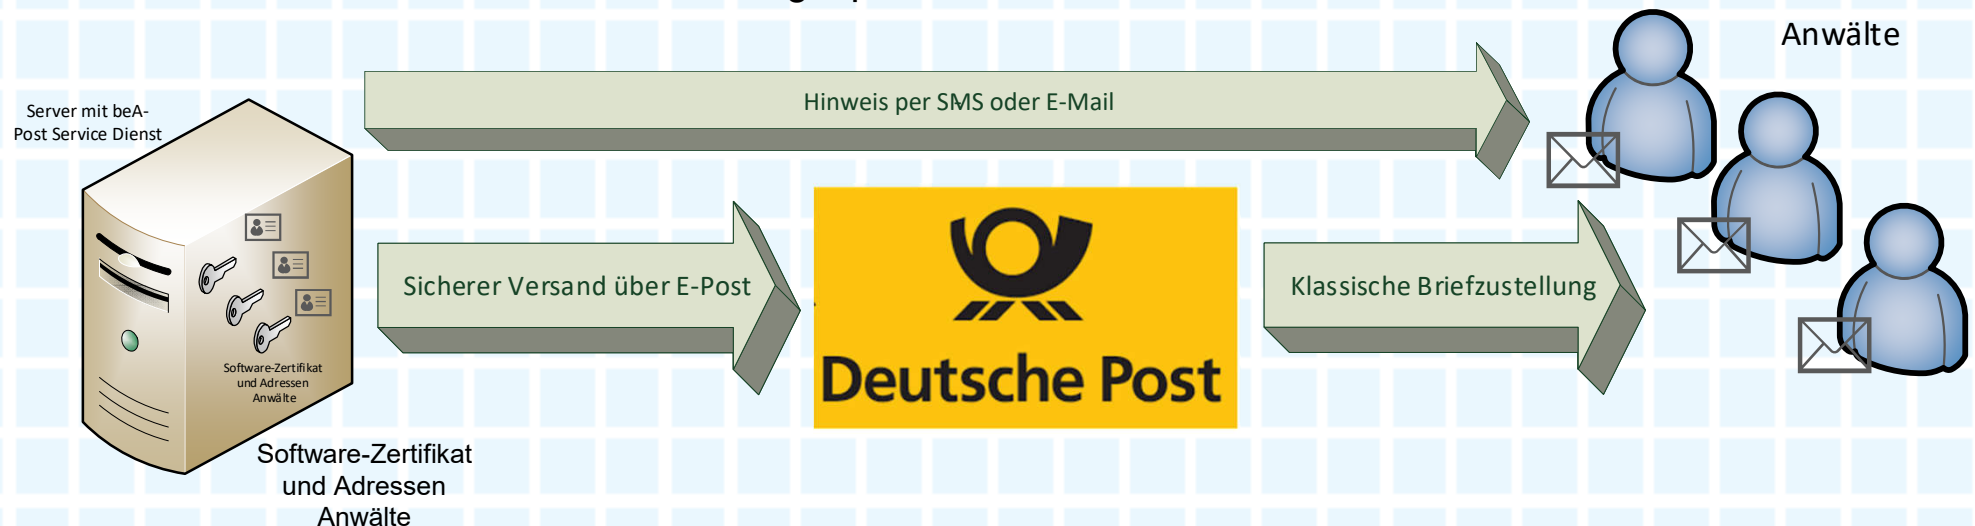 Anwälte
Server mit beA-
Post Service Dienst
Hinweis per SMS oder E-Mail
Sicherer Versand über E-Post
Klassische Briefzustellung
Deutsche Post
Software-Zertifikat
und Adressen
Anwälte
Software-Zertifikat
und Adressen
Anwälte